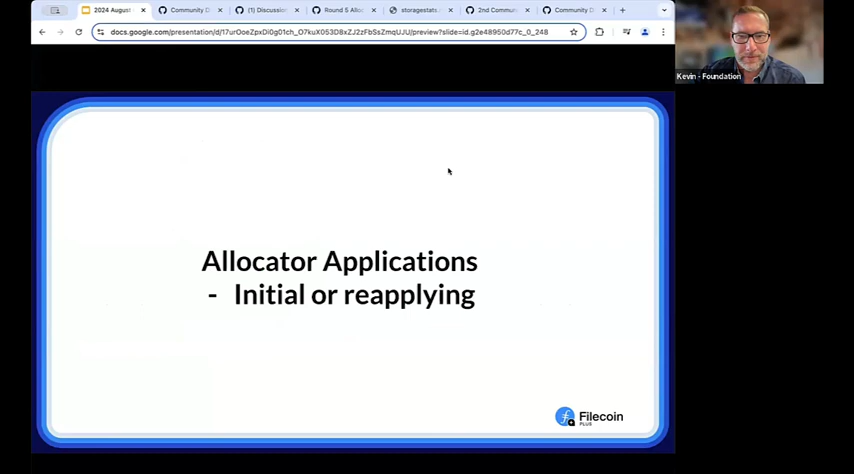 2024 August
Community D
(1) Discussion
Round 5 Allo
storagestats.
2nd Commun
Community D
docs.google.com/presentation/d/17urOoeZpxDi0g01ch_O7kuX053D8xZJ2zFbSsZmqUJU/preview?slide=id.g2e48950d77c_0_248
Kevin - Foundation
Allocator Applications
- Initial or reapplying
Filecoin
PLUS